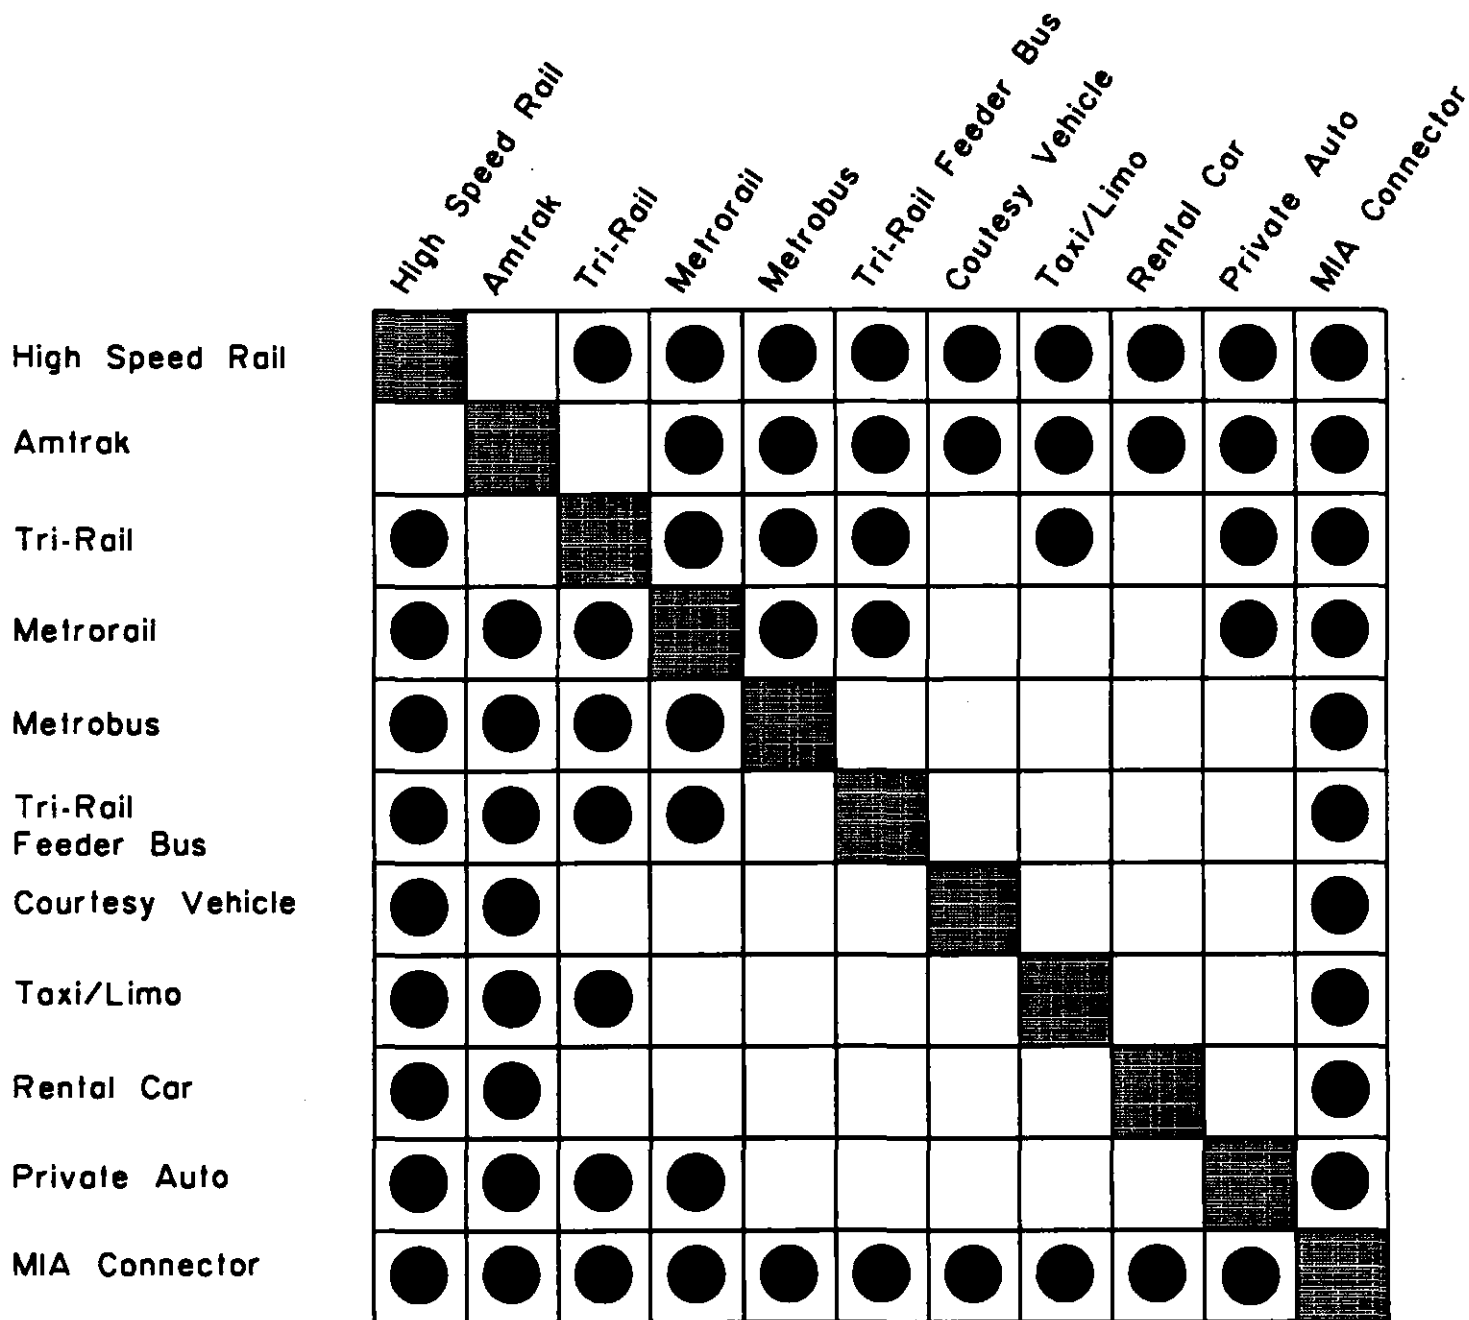 High Speed Rail
Amtrak
Tri-Rail
Metrorail
Metrobus
Tri-Rail Feeder Bus
Coutesy Vehicle
Taxi/Limo
Rental Car
Private Auto
MIA Connector
High Speed Rail
Amtrak
Tri-Rail
Metrorail
Metrobus
Tri-Rail
Feeder Bus
Courtesy Vehicle
Taxi/Limo
Rental Car
Private Auto
MIA Connector